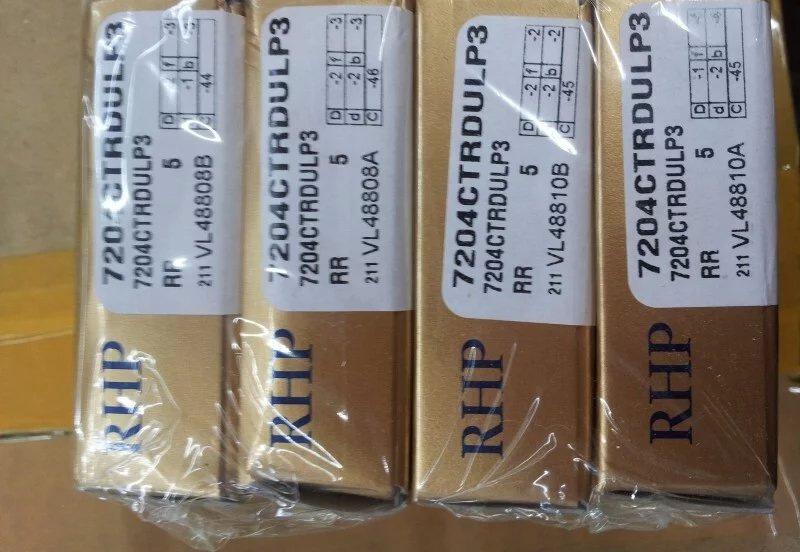 7204CTRDULP3
7204CTRDULP3
RR 5
211 VL48808B
D f -3
d -1 b -3
C -44
RHP
7204CTRDULP3
7204CTRDULP3
RR 5
211 VL48808A
D -2 f -3
d -2 b -3
C -46
RHP
7204CTRDULP3
7204CTRDULP3
RR 5
211 VL48810B
D -2 f -2
d -2 b -2
C -45
RHP
7204CTRDULP3
7204CTRDULP3
RR 5
211 VL48810A
D -1 f
d -2 b
C -45
RHP